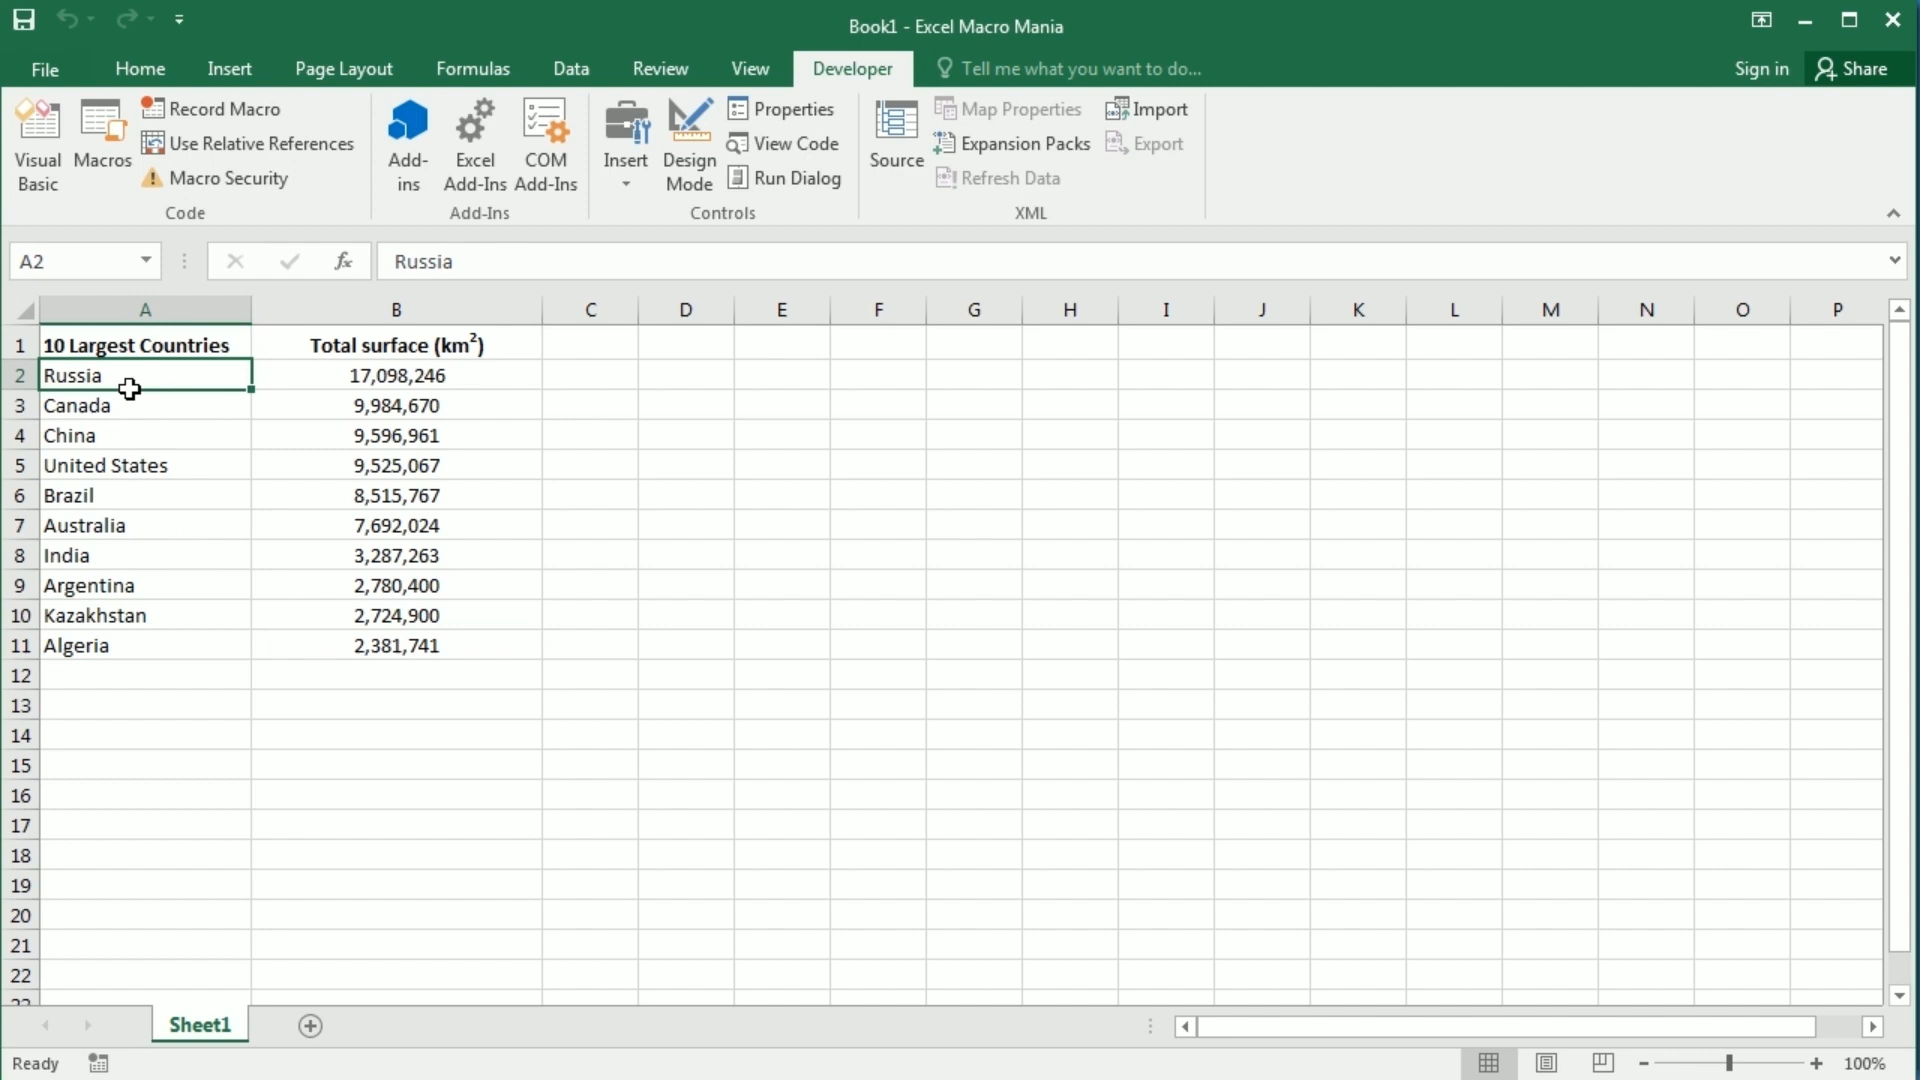 Book1 - Excel Macro Mania
File Home Insert Page Layout Formulas Data Review View Developer Tell me what you want to do... Sign in Share
Visual Basic
Macros
Record Macro
Use Relative References
Macro Security
Code
Add-ins
Excel Add-Ins
COM Add-Ins
Add-Ins
Insert
Design Mode
Properties
View Code
Run Dialog
Controls
Source
Map Properties
Expansion Packs
Refresh Data
Import
Export
XML
A2 fx Russia
A B C D E F G H I J K L M N O P
1 10 Largest Countries Total surface (km²)
2 Russia 17,098,246
3 Canada 9,984,670
4 China 9,596,961
5 United States 9,525,067
6 Brazil 8,515,767
7 Australia 7,692,024
8 India 3,287,263
9 Argentina 2,780,400
10 Kazakhstan 2,724,900
11 Algeria 2,381,741
12
13
14
15
16
17
18
19
20
21
22
Sheet1
Ready 100%